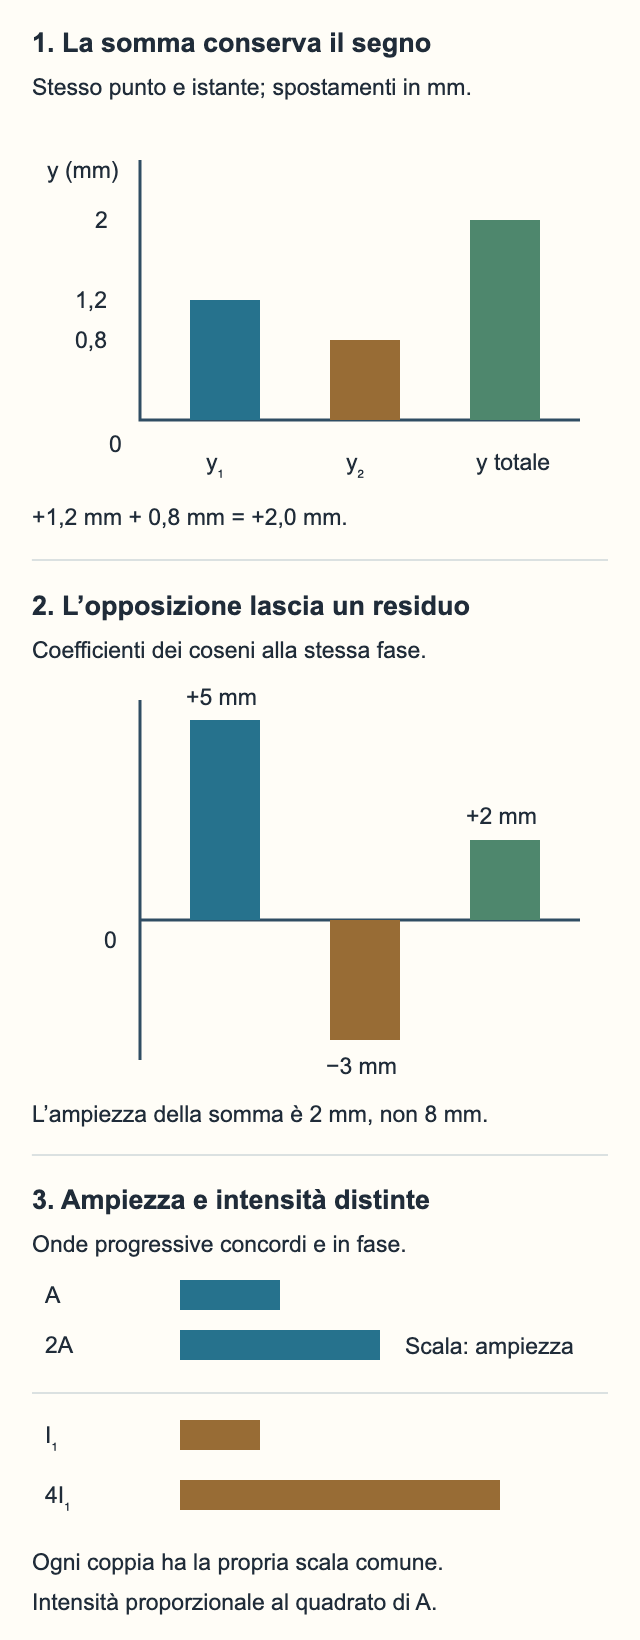 1. La somma conserva il segno
Stesso punto e istante; spostamenti in mm.
y (mm)
2
1,2
0,8
0
y₁ y₂ y totale
+1,2 mm + 0,8 mm = +2,0 mm.
2. L’opposizione lascia un residuo
Coefficienti dei coseni alla stessa fase.
+5 mm
+2 mm
0
−3 mm
L’ampiezza della somma è 2 mm, non 8 mm.
3. Ampiezza e intensità distinte
Onde progressive concordi e in fase.
A
2A Scala: ampiezza
I₁
4I₁
Ogni coppia ha la propria scala comune.
Intensità proporzionale al quadrato di A.